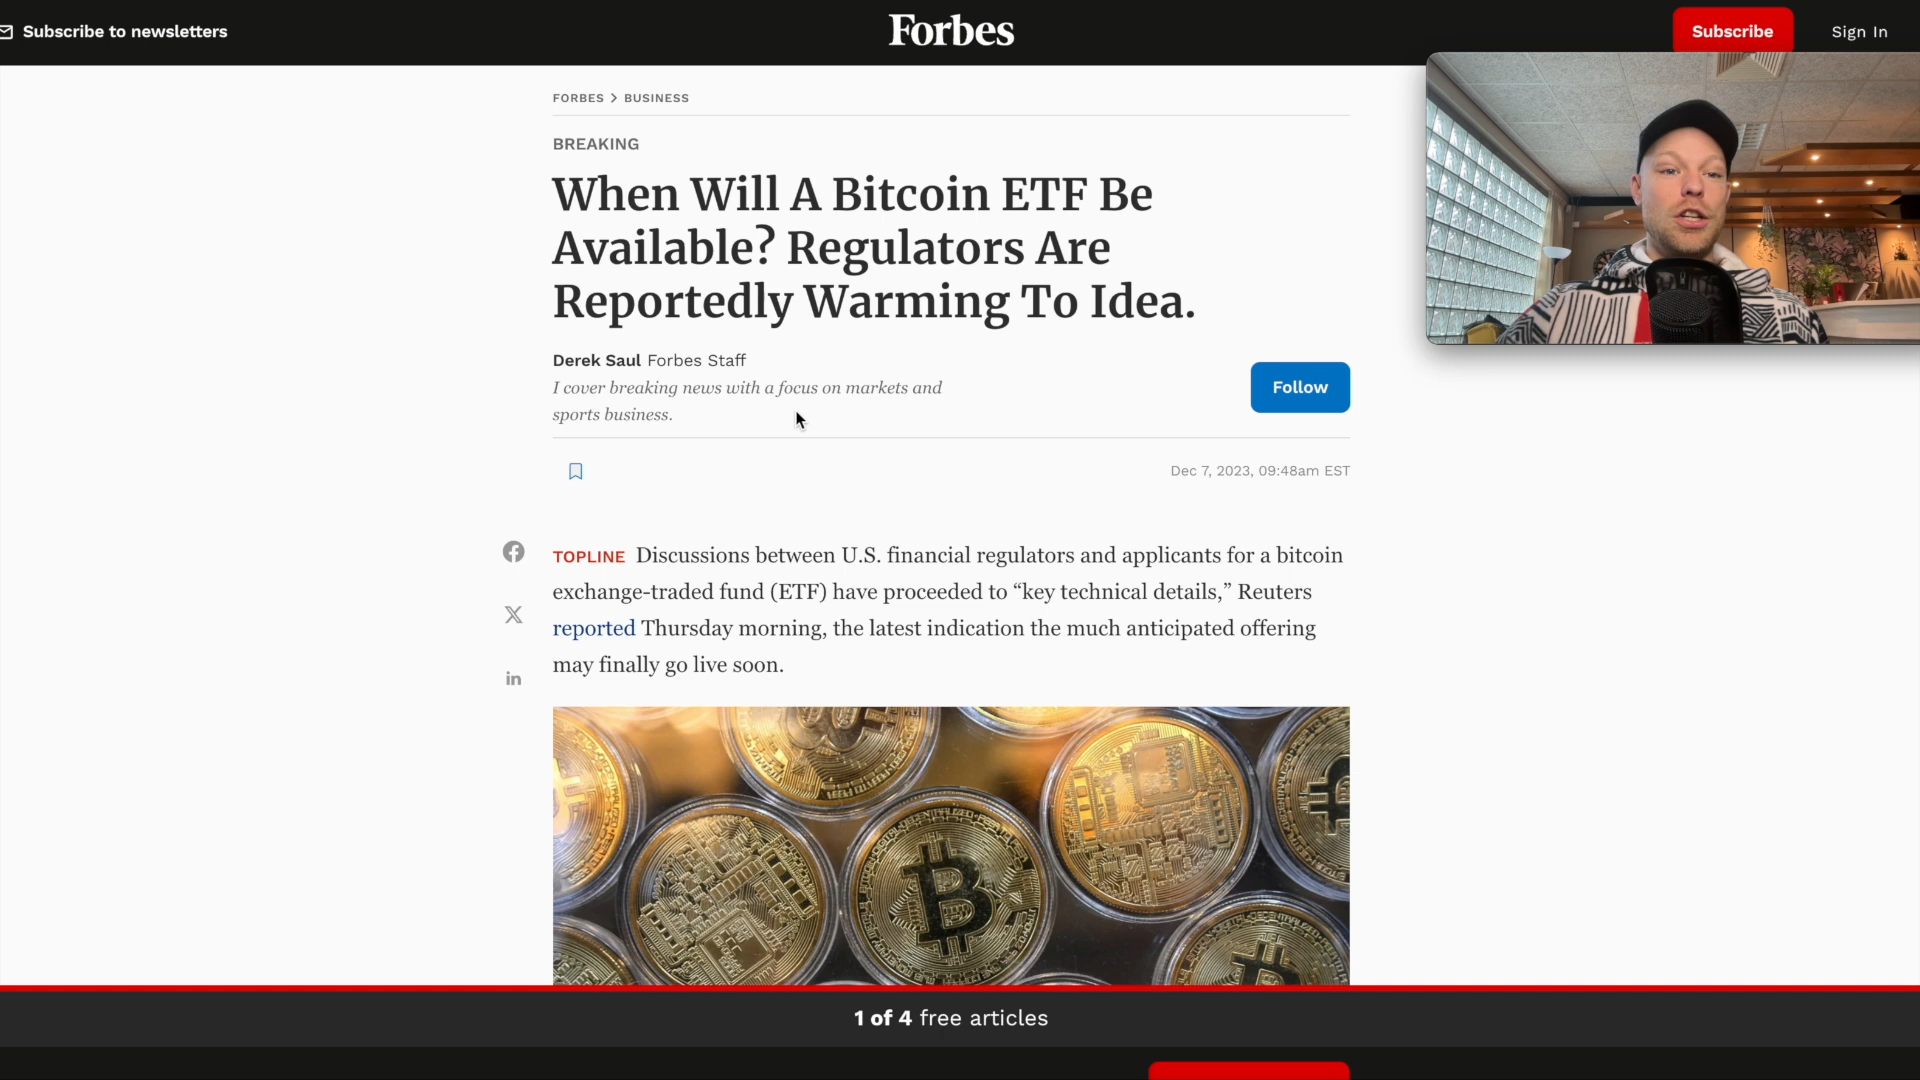 Subscribe to newsletters
Forbes
Subscribe
Sign In
FORBES > BUSINESS
BREAKING
When Will A Bitcoin ETF Be
Available? Regulators Are
Reportedly Warming To Idea.
Derek Saul Forbes Staff
I cover breaking news with a focus on markets and
sports business.
Follow
Dec 7, 2023, 09:48am EST
TOPLINE Discussions between U.S. financial regulators and applicants for a bitcoin
exchange-traded fund (ETF) have proceeded to “key technical details,” Reuters
reported Thursday morning, the latest indication the much anticipated offering
may finally go live soon.
1 of 4 free articles